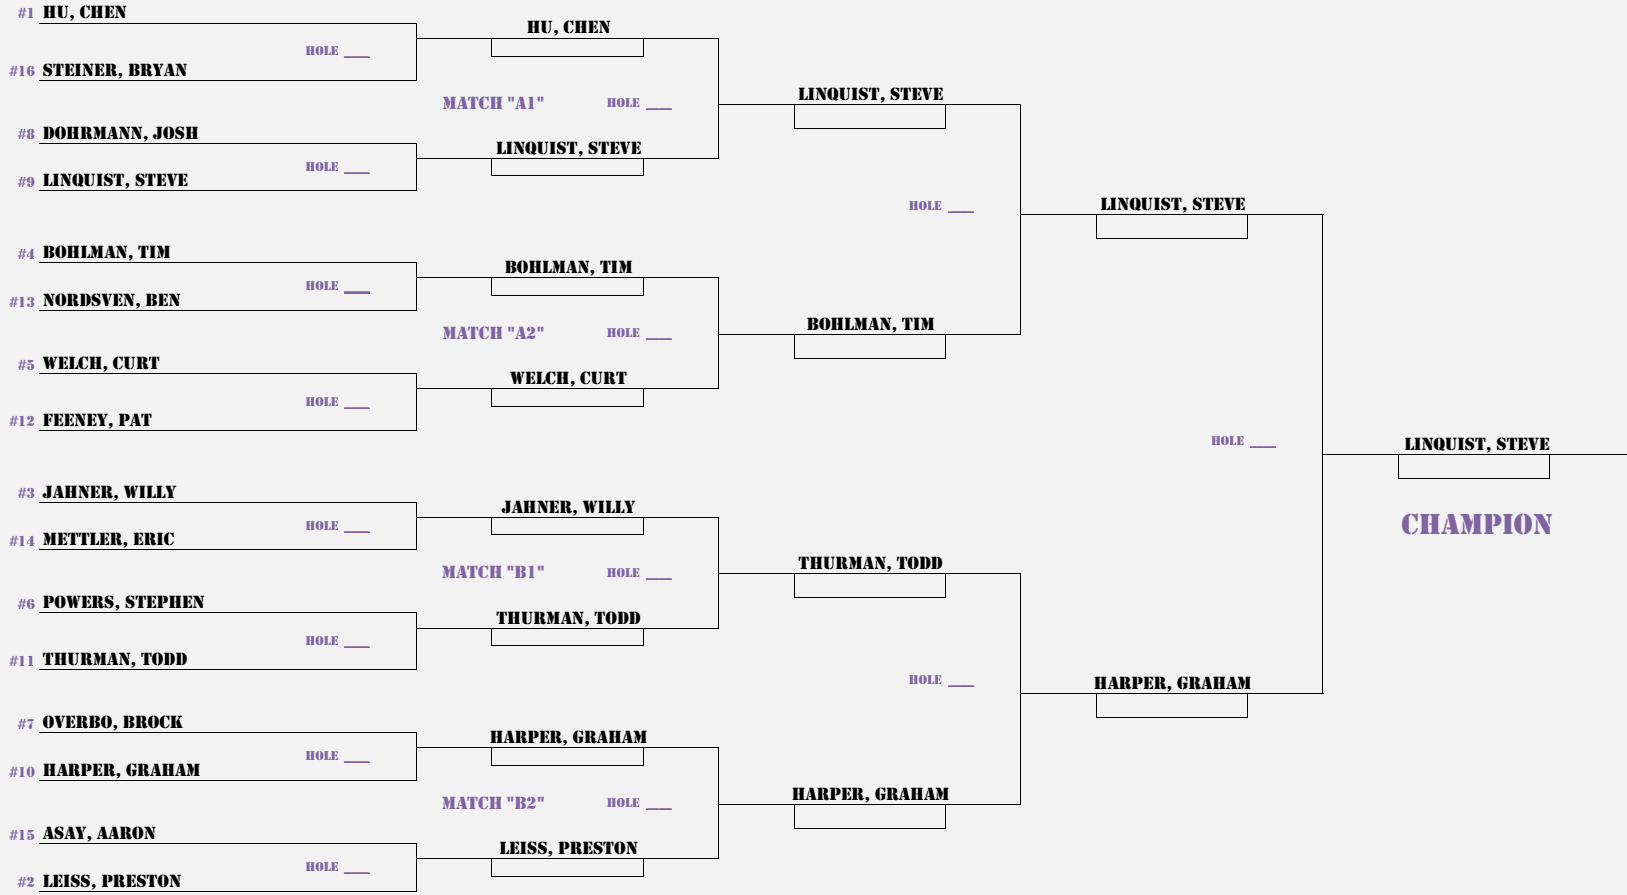 #1 HU, CHEN
HU, CHEN
HOLE ___
#16 STEINER, BRYAN
LINQUIST, STEVE
MATCH "A1" HOLE ___
#8 DOHRMANN, JOSH
LINQUIST, STEVE
HOLE ___
#9 LINQUIST, STEVE
LINQUIST, STEVE
HOLE ___
#4 BOHLMAN, TIM
BOHLMAN, TIM
HOLE ___
#13 NORDSVEN, BEN
BOHLMAN, TIM
MATCH "A2" HOLE ___
#5 WELCH, CURT
WELCH, CURT
HOLE ___
#12 FEENEY, PAT
HOLE ___
LINQUIST, STEVE
CHAMPION
#3 JAHNER, WILLY
JAHNER, WILLY
HOLE ___
#14 METTLER, ERIC
THURMAN, TODD
MATCH "B1" HOLE ___
#6 POWERS, STEPHEN
THURMAN, TODD
HOLE ___
#11 THURMAN, TODD
HOLE ___
HARPER, GRAHAM
#7 OVERBO, BROCK
HARPER, GRAHAM
HOLE ___
#10 HARPER, GRAHAM
HARPER, GRAHAM
MATCH "B2" HOLE ___
#15 ASAY, AARON
LEISS, PRESTON
HOLE ___
#2 LEISS, PRESTON